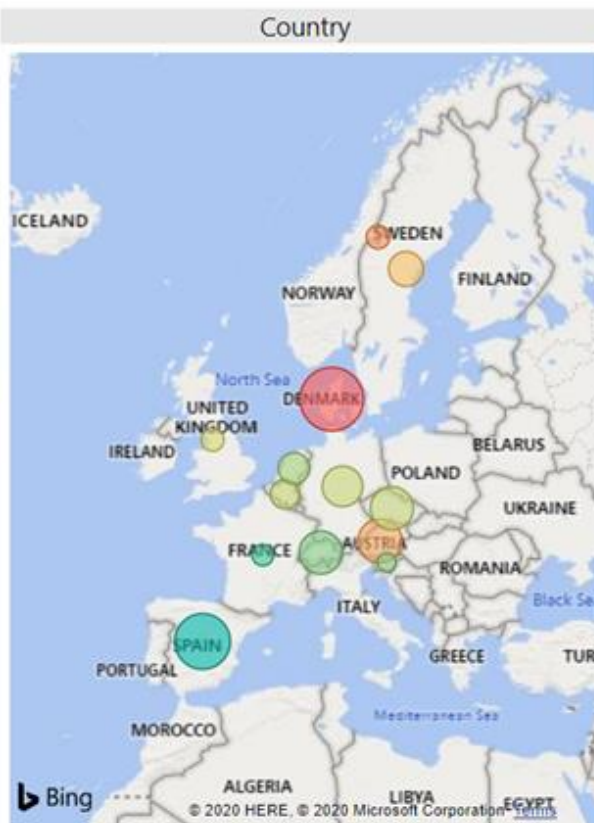 Country
ICELAND
SWEDEN
FINLAND
NORWAY
North Sea
DENMARK
UNITED
KINGDOM
IRELAND
BELARUS
POLAND
UKRAINE
FRANCE
AUSTRIA
ROMANIA
Black Se
ITALY
SPAIN
PORTUGAL
GREECE
TUR
Mediterranean Sea
MOROCCO
ALGERIA
LIBYA
EGYPT
Bing
© 2020 HERE, © 2020 Microsoft Corporation Terms